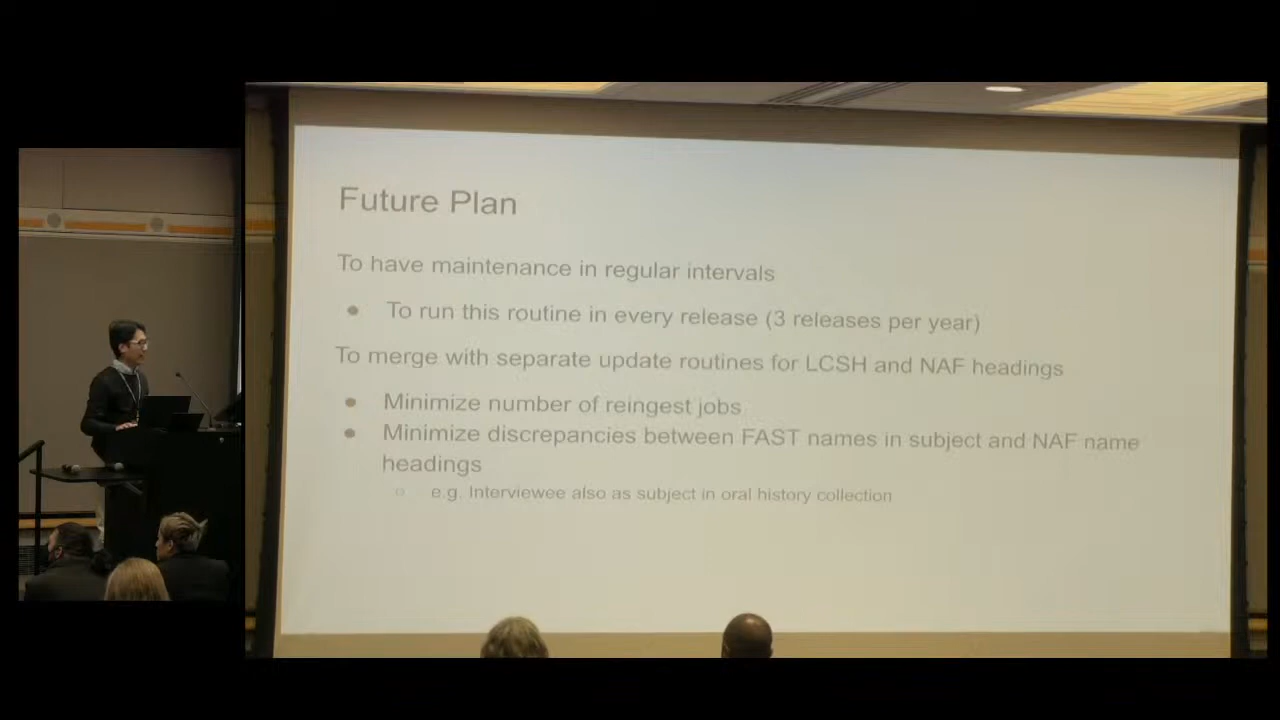 Future Plan
To have maintenance in regular intervals
● To run this routine in every release (3 releases per year)
To merge with separate update routines for LCSH and NAF headings
● Minimize number of reingest jobs
● Minimize discrepancies between FAST names in subject and NAF name
headings
○ e.g. Interviewee also as subject in oral history collection